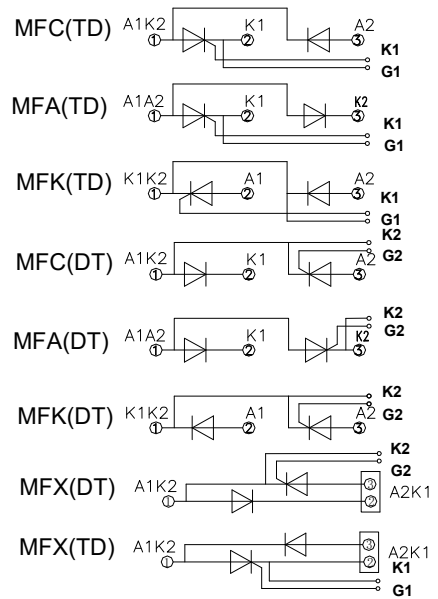 MFC(TD) A1K2 K1 A2
1 2 3 K1
G1
MFA(TD) A1A2 K1 K2
1 2 3 K1
G1
MFK(TD) K1K2 A1 A2
1 2 3 K1
G1
MFC(DT) A1K2 K1 A2 K2
1 2 3 G2
MFA(DT) A1A2 K1 K2 K2
1 2 3 G2
MFK(DT) K1K2 A1 A2 K2
1 2 3 G2
K2
G2
MFX(DT) A1K2 3 A2K1
1 2
MFX(TD) A1K2 3 A2K1
1 2 K1
G1